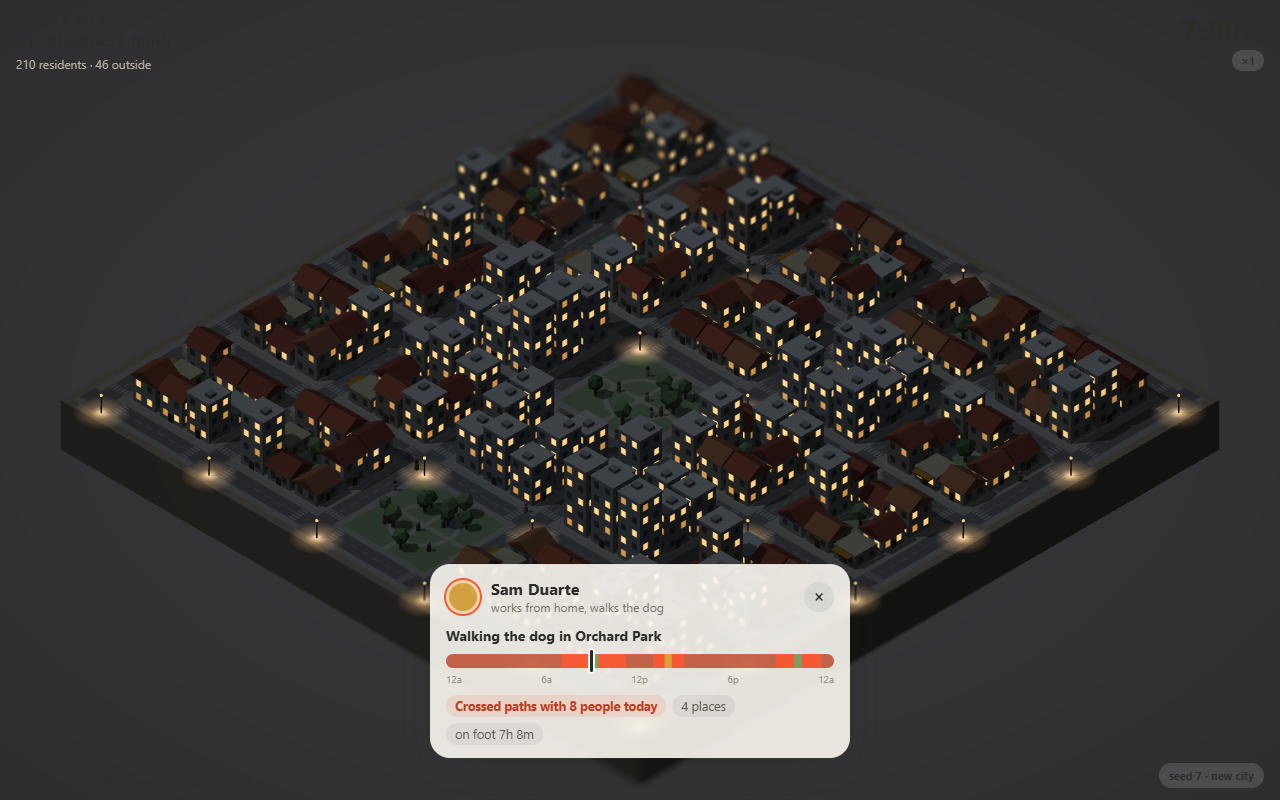 7:00
210 residents · 46 outside
×1
Sam Duarte
works from home, walks the dog
×
Walking the dog in Orchard Park
12a 6a 12p 6p 12a
Crossed paths with 8 people today 4 places
on foot 7h 8m
seed 7 · new city